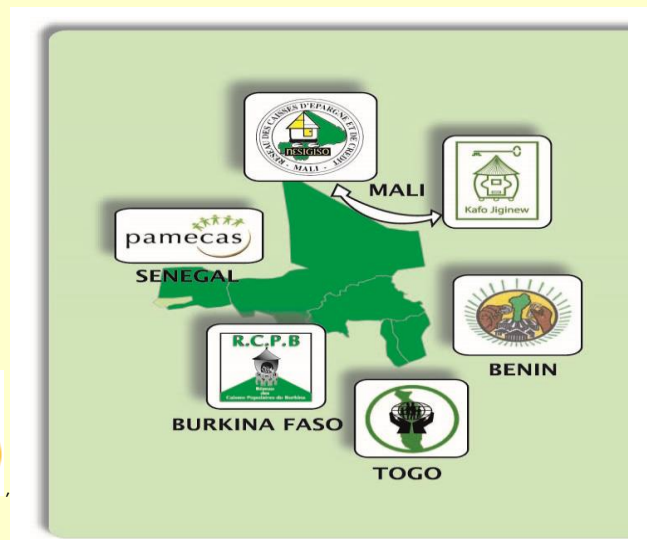 RESEAU DES CAISSES D'EPARGNE ET DE CREDIT
DESIGISO
- MALI -
MALI
Kafo Jiginew
pamecas
SENEGAL
R.C.P.B
Réseau
des
Caisses Populaires du Burkina
BURKINA FASO
BENIN
TOGO
,